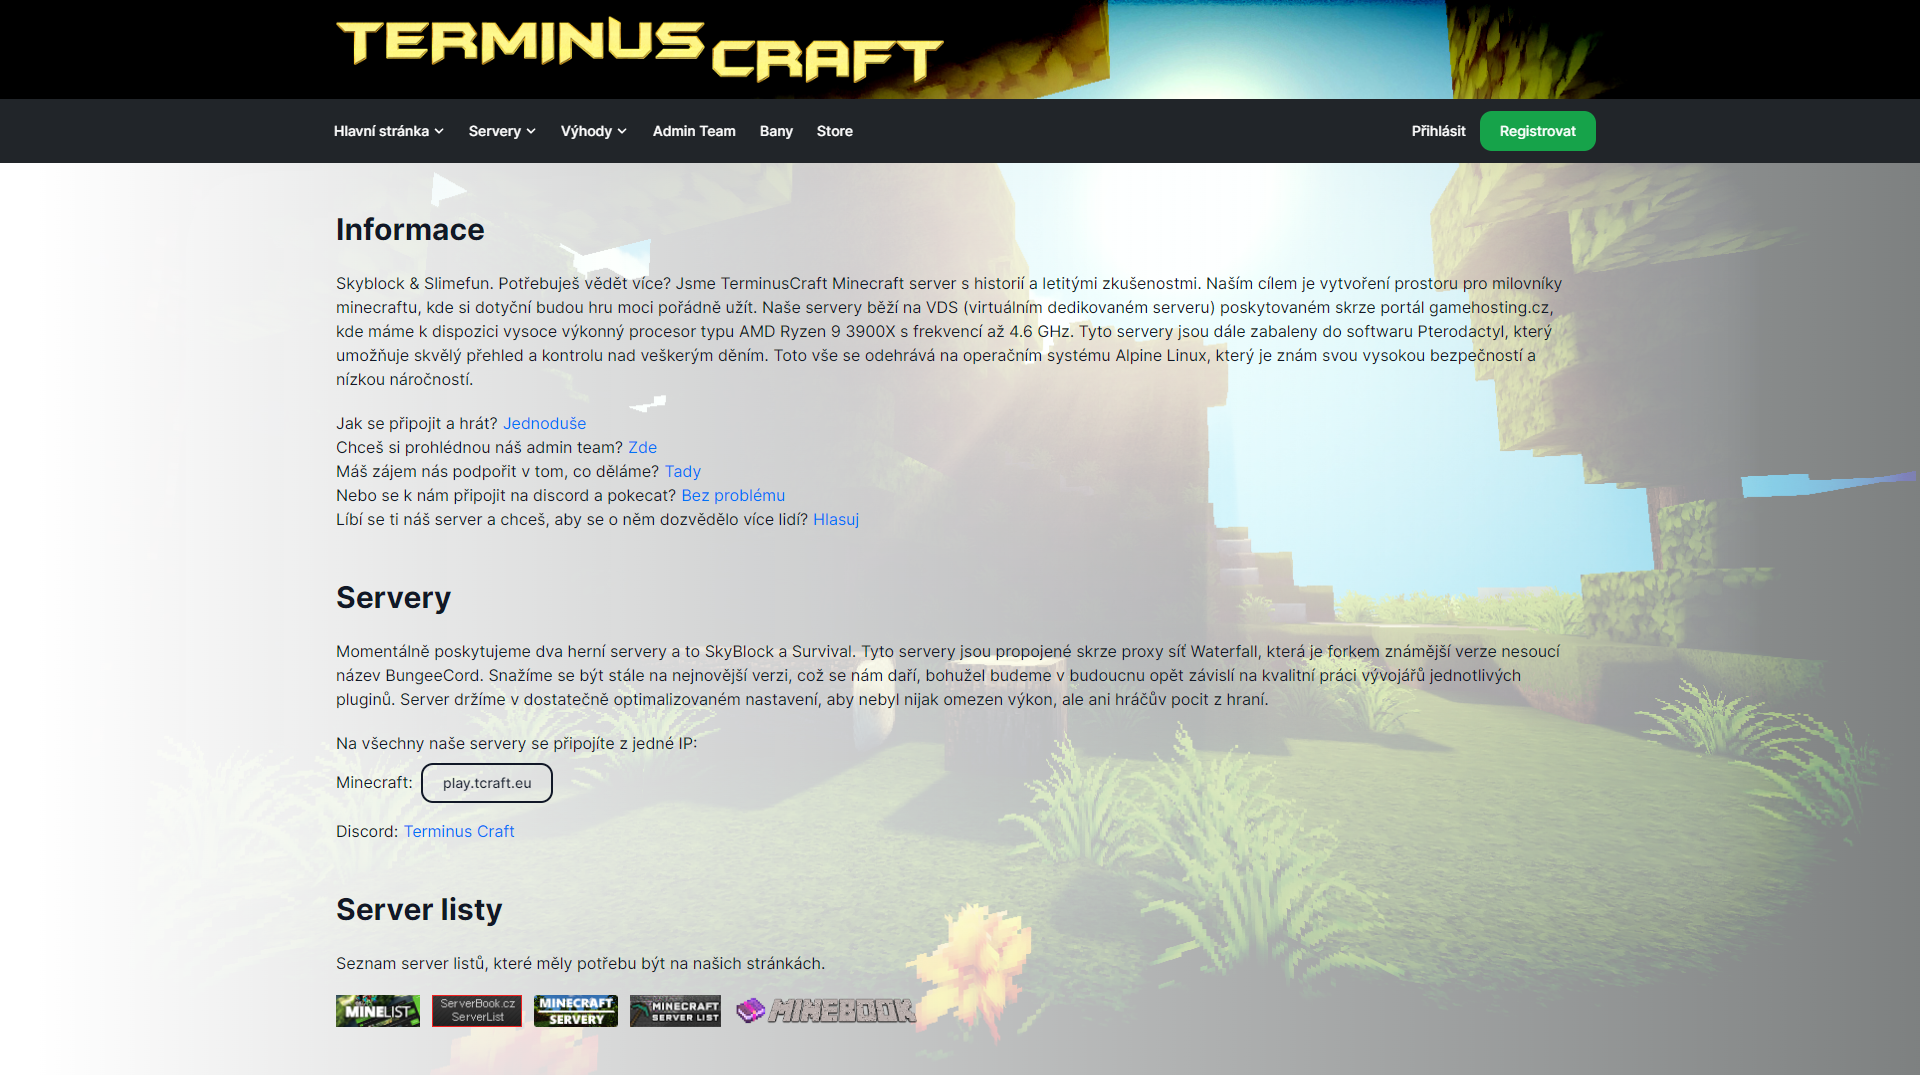 TERMINUS CRAFT
Hlavní stránka Servery Výhody Admin Team Bany Store Přihlásit Registrovat
Informace
Skyblock & Slimefun. Potřebuješ vědět více? Jsme TerminusCraft Minecraft server s historií a letitými zkušenostmi. Naším cílem je vytvoření prostoru pro milovníky
minecraftu, kde si dotyční budou hru moci pořádně užít. Naše servery běží na VDS (virtuálním dedikovaném serveru) poskytovaném skrze portál gamehosting.cz,
kde máme k dispozici vysoce výkonný procesor typu AMD Ryzen 9 3900X s frekvencí až 4.6 GHz. Tyto servery jsou dále zabaleny do softwaru Pterodactyl, který
umožňuje skvělý přehled a kontrolu nad veškerým děním. Toto vše se odehrává na operačním systému Alpine Linux, který je znám svou vysokou bezpečností a
nízkou náročností.
Jak se připojit a hrát? Jednoduše
Chceš si prohlédnou náš admin team? Zde
Máš zájem nás podpořit v tom, co děláme? Tady
Nebo se k nám připojit na discord a pokecat? Bez problému
Líbí se ti náš server a chceš, aby se o něm dozvědělo více lidí? Hlasuj
Servery
Momentálně poskytujeme dva herní servery a to SkyBlock a Survival. Tyto servery jsou propojené skrze proxy síť Waterfall, která je forkem známější verze nesoucí
název BungeeCord. Snažíme se být stále na nejnovější verzi, což se nám daří, bohužel budeme v budoucnu opět závislí na kvalitní práci vývojářů jednotlivých
pluginů. Server držíme v dostatečně optimalizovaném nastavení, aby nebyl nijak omezen výkon, ale ani hráčův pocit z hraní.
Na všechny naše servery se připojíte z jedné IP:
Minecraft: play.tcraft.eu
Discord: Terminus Craft
Server listy
Seznam server listů, které měly potřebu být na našich stránkách.
MINELIST
ServerBook.cz
ServerList
MINECRAFT
SERVERY
MINECRAFT
SERVER LIST
MINEBOOK